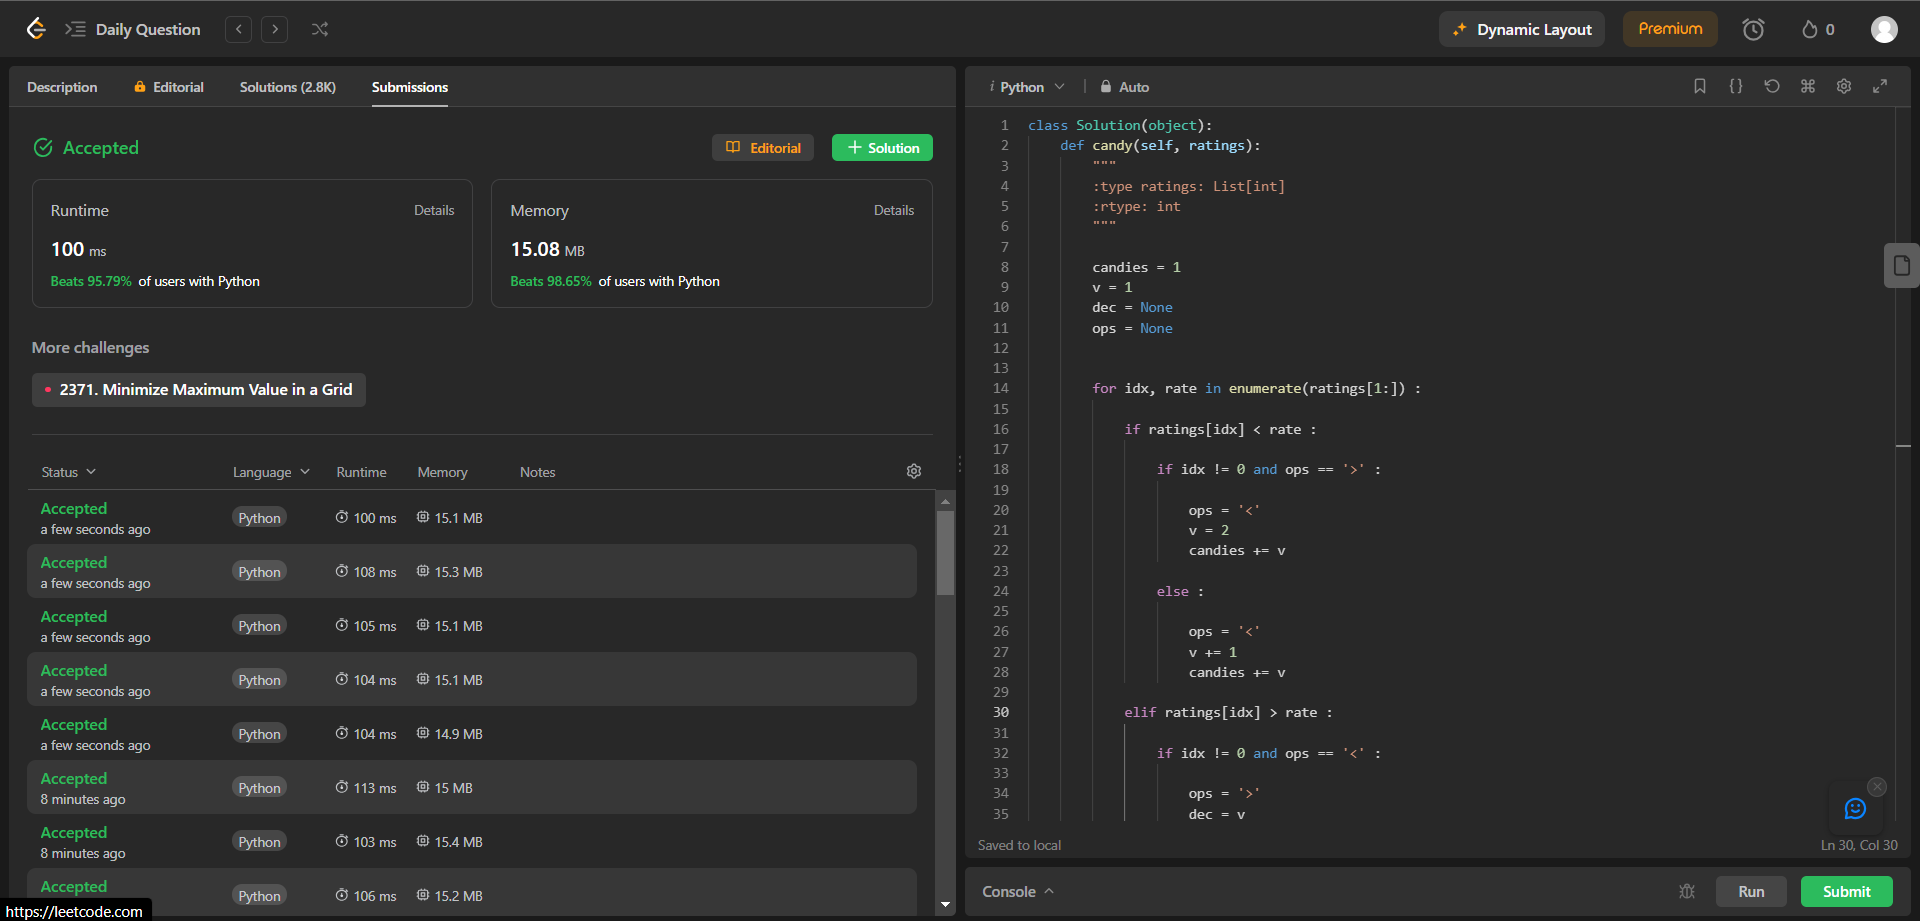 Daily Question
Dynamic Layout
Premium
0
Description
Editorial
Solutions (2.8K)
Submissions
Accepted
Editorial
Solution
Runtime
Details
100 ms
Beats 95.79% of users with Python
Memory
Details
15.08 MB
Beats 98.65% of users with Python
More challenges
2371. Minimize Maximum Value in a Grid
Status
Language
Runtime
Memory
Notes
Accepted
a few seconds ago
Python
100 ms
15.1 MB
Accepted
a few seconds ago
Python
108 ms
15.3 MB
Accepted
a few seconds ago
Python
105 ms
15.1 MB
Accepted
a few seconds ago
Python
104 ms
15.1 MB
Accepted
a few seconds ago
Python
104 ms
14.9 MB
Accepted
8 minutes ago
Python
113 ms
15 MB
Accepted
8 minutes ago
Python
103 ms
15.4 MB
Accepted
Python
106 ms
15.2 MB
https://leetcode.com
i Python
Auto
1 class Solution(object):
2 def candy(self, ratings):
3 """
4 :type ratings: List[int]
5 :rtype: int
6 """
7
8 candies = 1
9 v = 1
10 dec = None
11 ops = None
12
13
14 for idx, rate in enumerate(ratings[1:]) :
15
16 if ratings[idx] < rate :
17
18 if idx != 0 and ops == '>' :
19
20 ops = '<'
21 v = 2
22 candies += v
23
24 else :
25
26 ops = '<'
27 v += 1
28 candies += v
29
30 elif ratings[idx] > rate :
31
32 if idx != 0 and ops == '<' :
33
34 ops = '>'
35 dec = v
Saved to local
Ln 30, Col 30
Console
Run
Submit